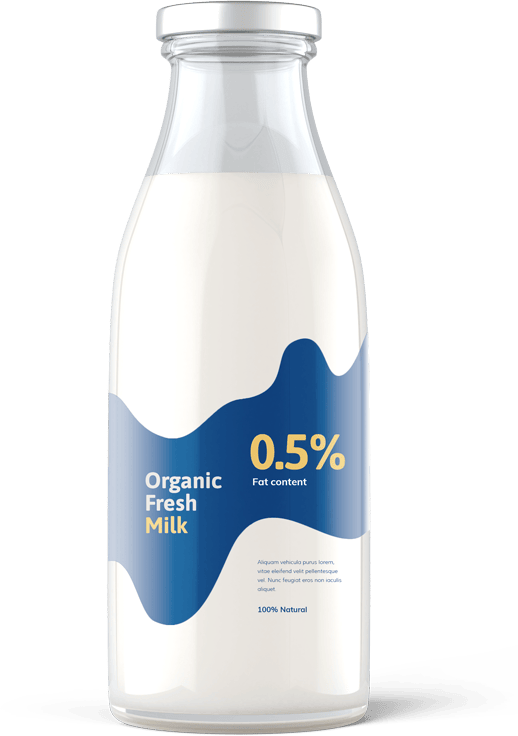 Organic
Fresh
Milk
0.5%
Fat content
Aliquam vehicula purus lorem,
vitae eleifend velit pellentesque
vel. Nunc feugiat eros non iaculis
aliquet
100% Natural